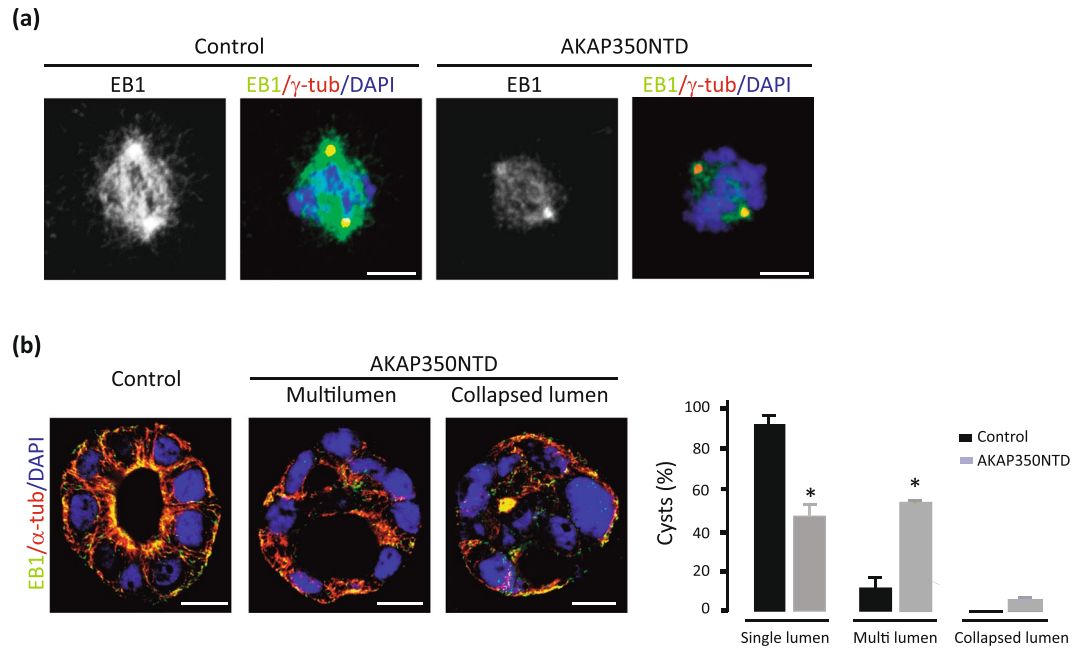 (a)
Control
AKAP350NTD
EB1
EB1/γ-tub/DAPI
EB1
EB1/γ-tub/DAPI
(b)
Control
AKAP350NTD
Multilumen
Collapsed lumen
EB1/α-tub/DAPI
Cysts (%)
100
80
60
40
20
0
*
*
Control
AKAP350NTD
Single lumen
Multi lumen
Collapsed lumen